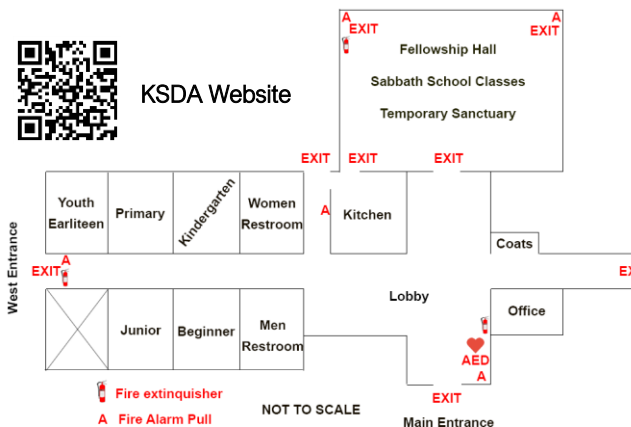 KSDA Website
A
EXIT
A
EXIT
Fellowship Hall
Sabbath School Classes
Temporary Sanctuary
EXIT
EXIT
EXIT
Youth
Earliteen
Primary
Kindergarten
Women
Restroom
A
Kitchen
Coats
West Entrance
A
EXIT
EX
Lobby
Office
Junior
Beginner
Men
Restroom
AED
A
EXIT
Fire extinguisher
A Fire Alarm Pull
NOT TO SCALE
Main Entrance